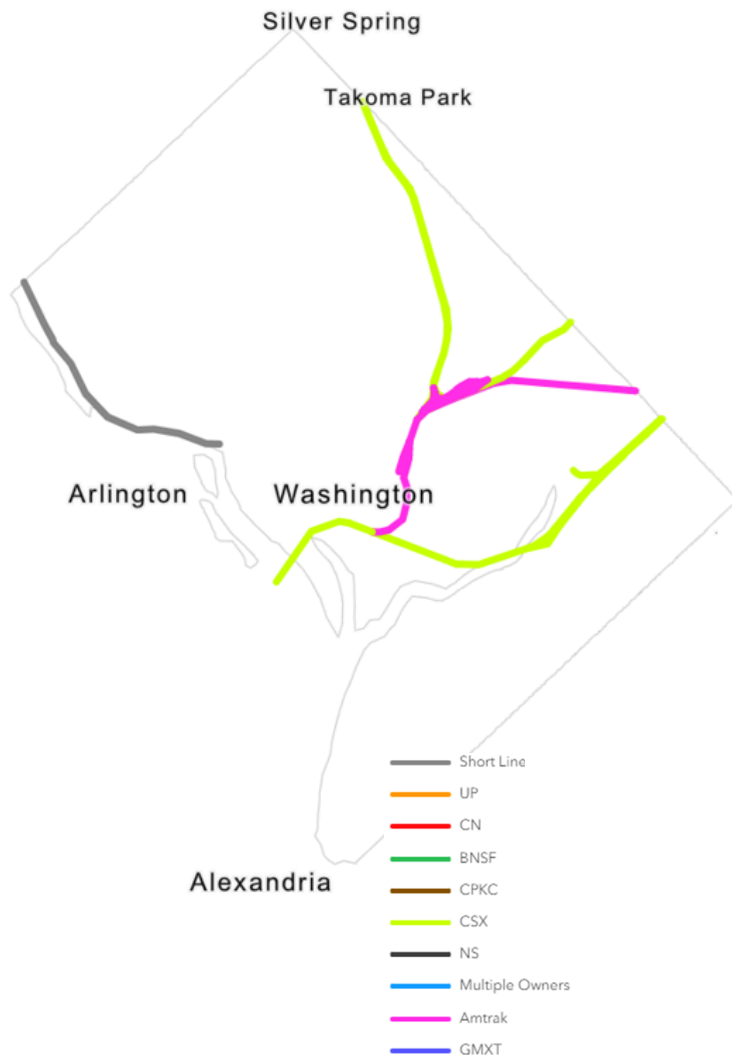 Silver Spring
Takoma Park
Arlington
Washington
Alexandria
Short Line
UP
CN
BNSF
CPKC
CSX
NS
Multiple Owners
Amtrak
GMXT